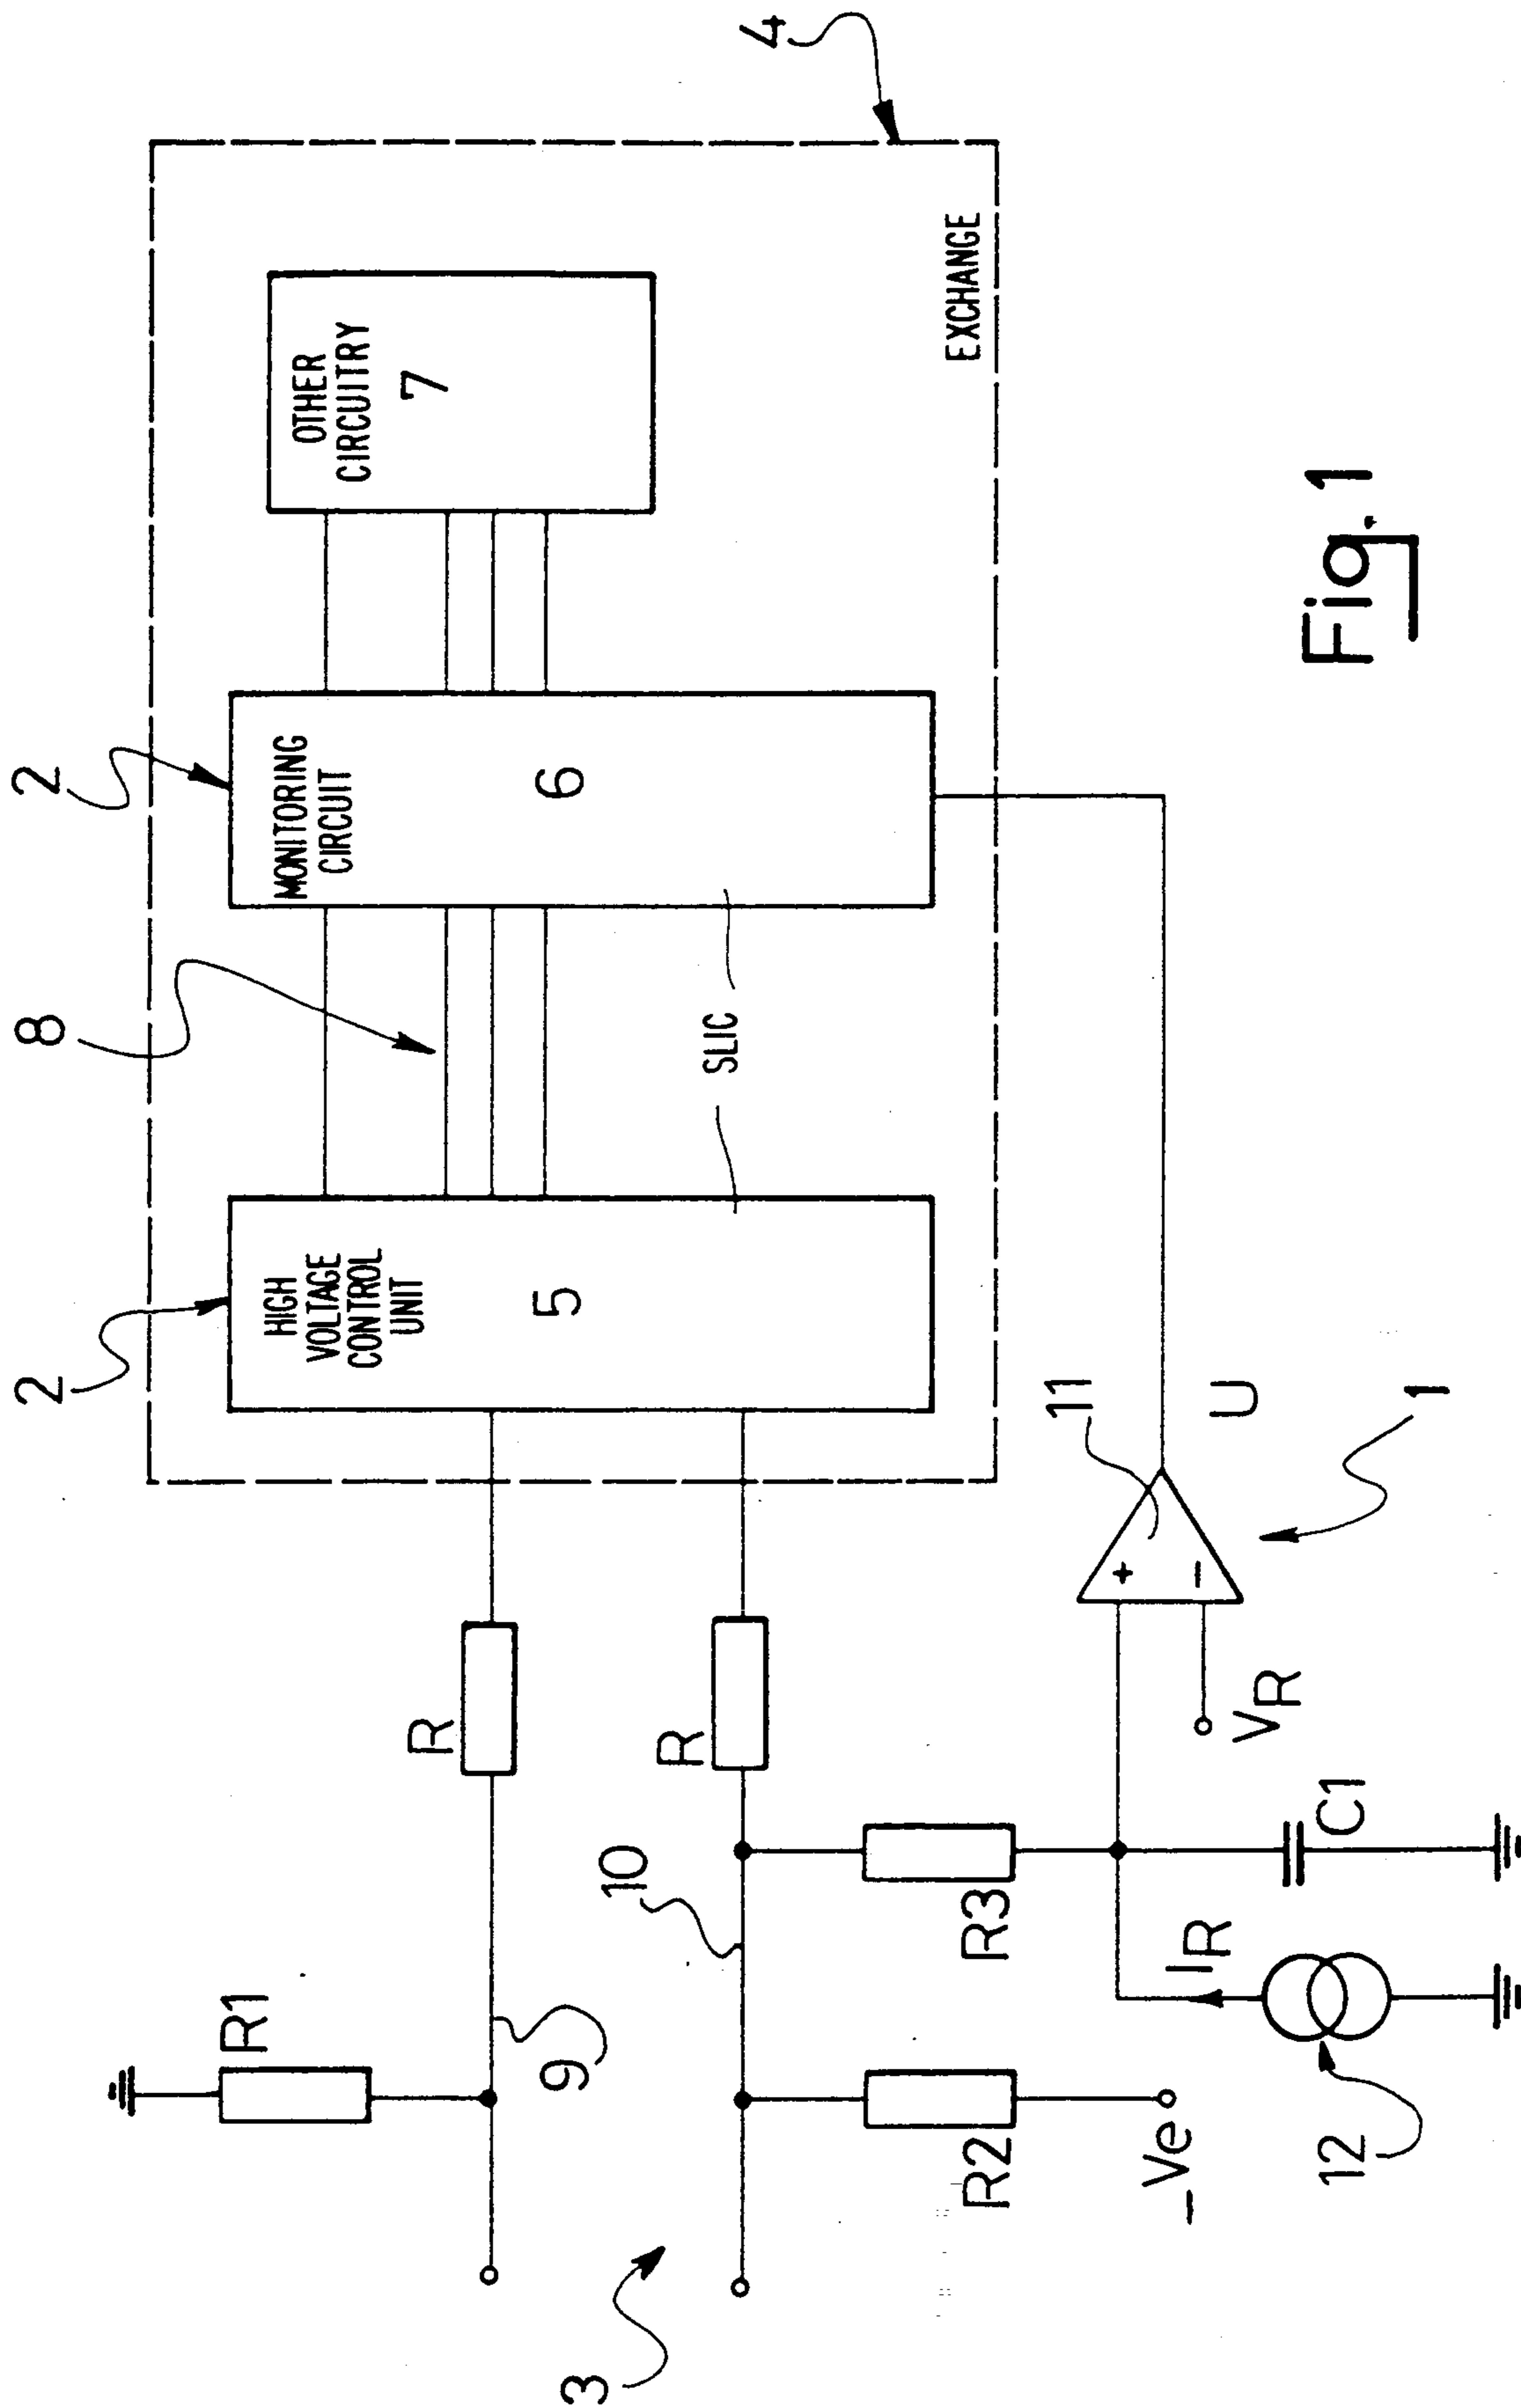 4
2
8
2
OTHER
CIRCUITRY
7
MONITORING
CIRCUIT
6
HIGH
VOLTAGE
CONTROL
UNIT
5
SLIC
EXCHANGE
R1
R
9
R
10
3
R2
R3
_Ve
IR
12
C1
VR
+
−
11
U
1
Fig. 1